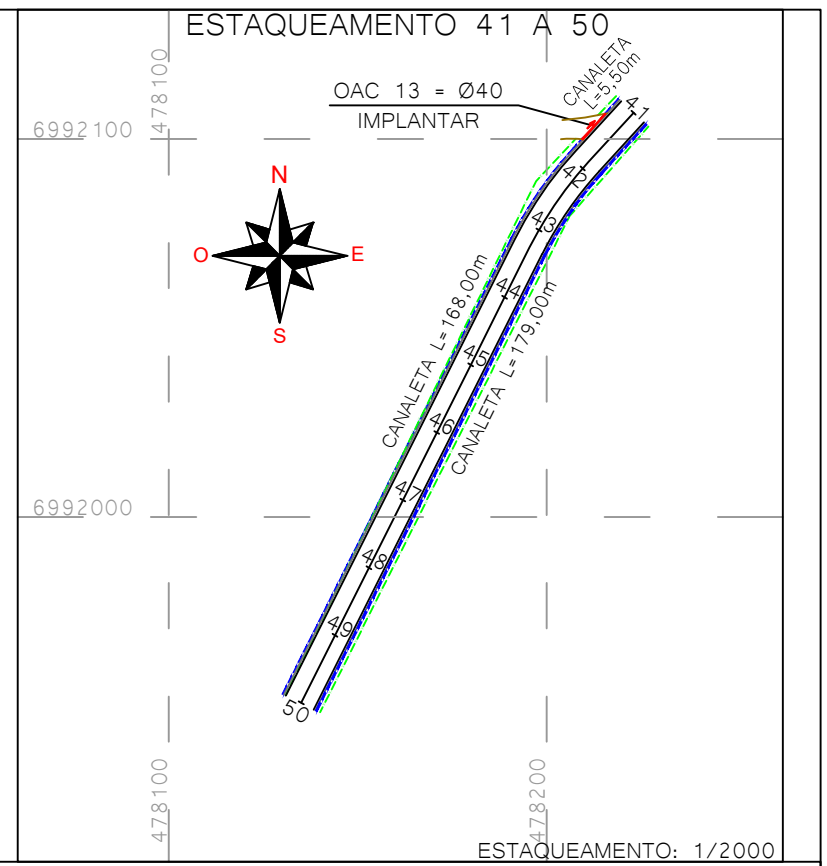 ESTAQUEAMENTO 41 A 50
478100
CANALETA
L=5,50m
OAC 13 = Ø40
IMPLANTAR
6992100
41
42
43
44
45
46
47
48
49
50
N
O
E
S
CANALETA L=168,00m
CANALETA L=179,00m
6992000
478100
478200
ESTAQUEAMENTO: 1/2000